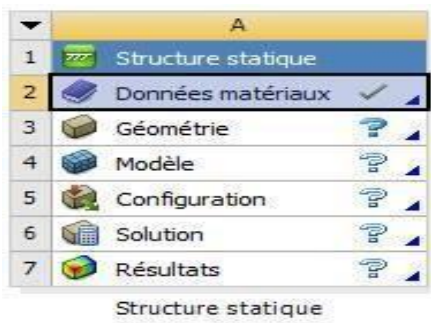 A
1 Structure statique
2 Données matériaux
3 Géométrie
4 Modèle
5 Configuration
6 Solution
7 Résultats
Structure statique